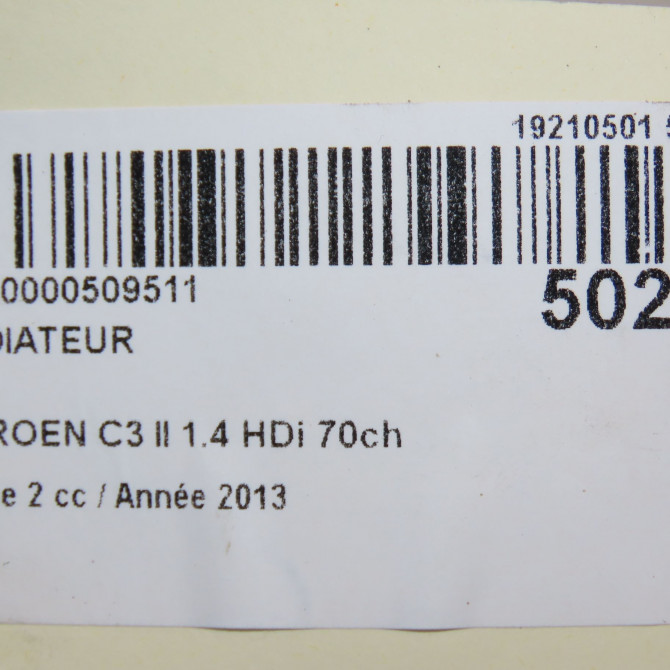 19210501
0000509511
502
DIATEUR
ROEN C3 II 1.4 HDi 70ch
e 2 cc / Année 2013